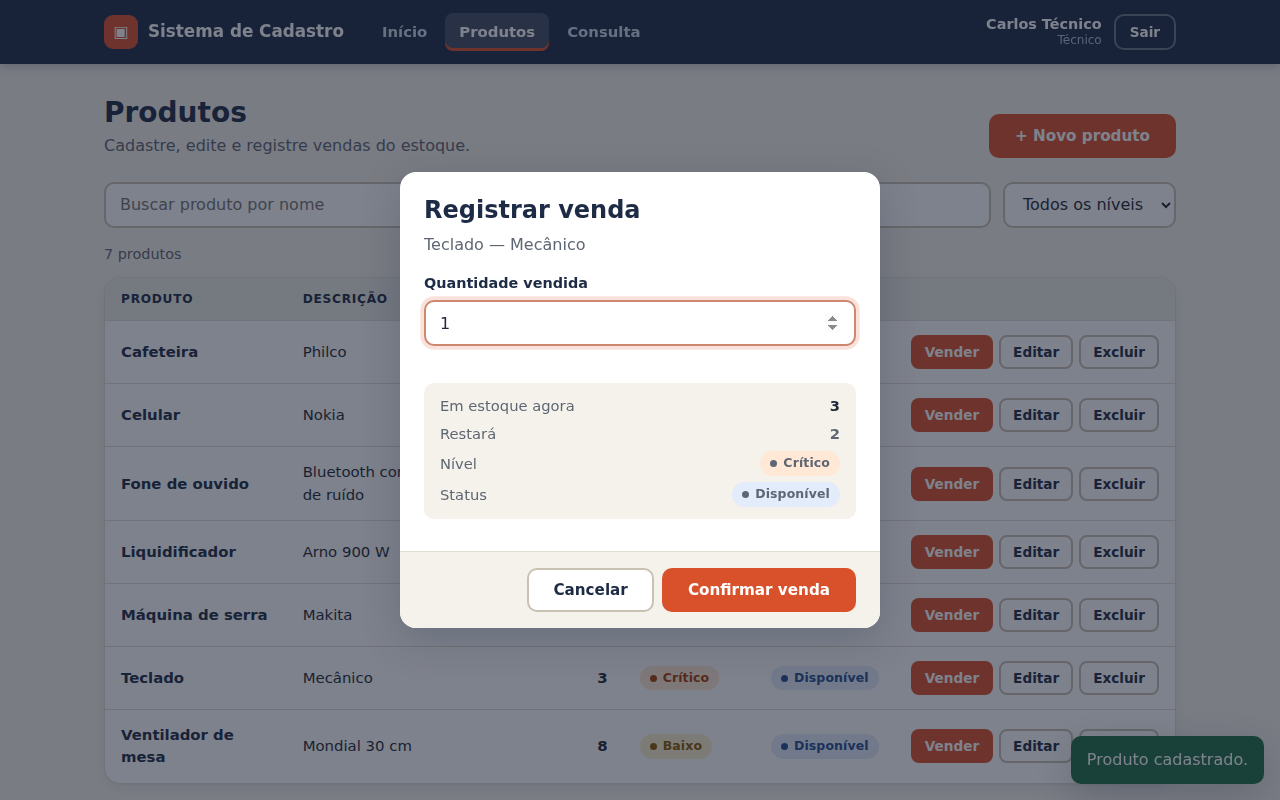 Sistema de Cadastro
Início
Produtos
Consulta
Carlos Técnico
Técnico
Sair
Produtos
Cadastre, edite e registre vendas do estoque.
+ Novo produto
Buscar produto por nome
Todos os níveis
7 produtos
PRODUTO
DESCRIÇÃO
Cafeteira
Philco
Vender
Editar
Excluir
Celular
Nokia
Vender
Editar
Excluir
Fone de ouvido
Bluetooth
de ruído
Vender
Editar
Excluir
Liquidificador
Arno 900 W
Vender
Editar
Excluir
Máquina de serra
Makita
Vender
Editar
Excluir
Teclado
Mecânico
3
Crítico
Disponível
Vender
Editar
Excluir
Ventilador de
mesa
Mondial 30 cm
8
Baixo
Disponível
Vender
Editar
Registrar venda
Teclado — Mecânico
Quantidade vendida
1
Em estoque agora
3
Restará
2
Nível
Crítico
Status
Disponível
Cancelar
Confirmar venda
Produto cadastrado.